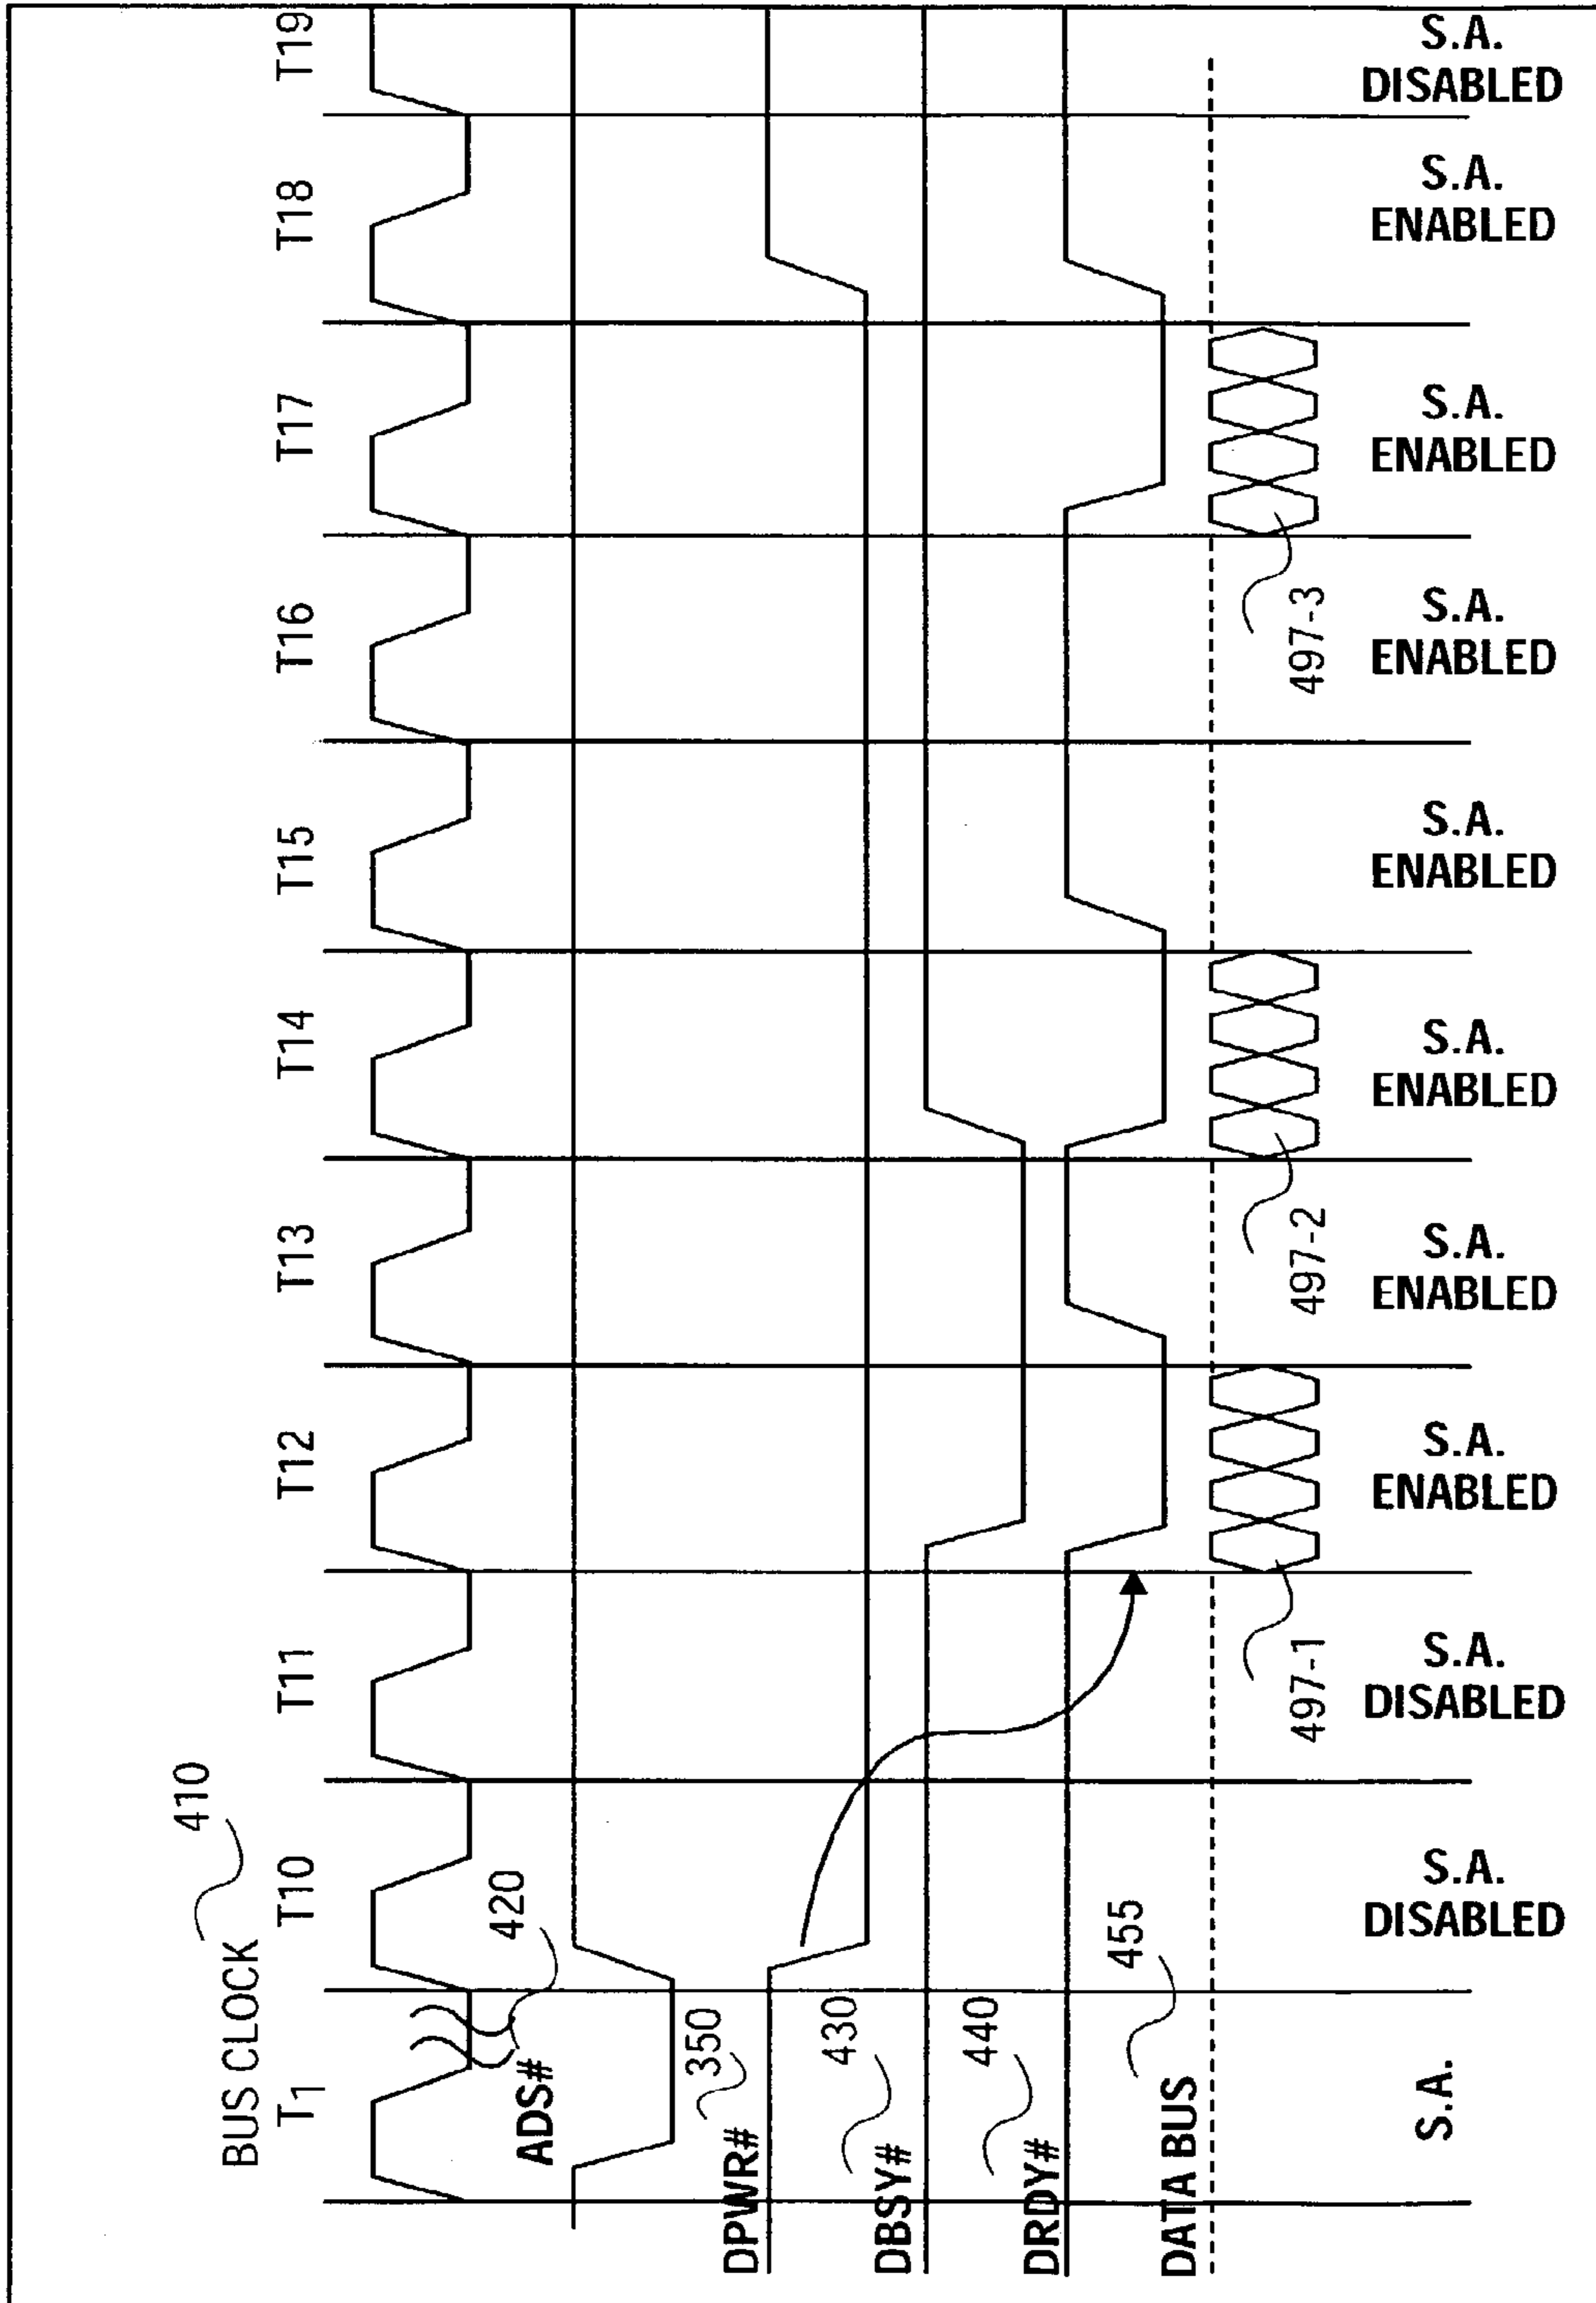 BUS CLOCK 410
T1 T10 T11 T12 T13 T14 T15 T16 T17 T18 T19
ADS# 420
DPWR# 350
DBSY# 430
DRDY# 440
DATA BUS 455
497-1 497-2 497-3
S.A. S.A. DISABLED S.A. DISABLED S.A. ENABLED S.A. ENABLED S.A. ENABLED S.A. ENABLED S.A. ENABLED S.A. ENABLED S.A. ENABLED S.A. DISABLED